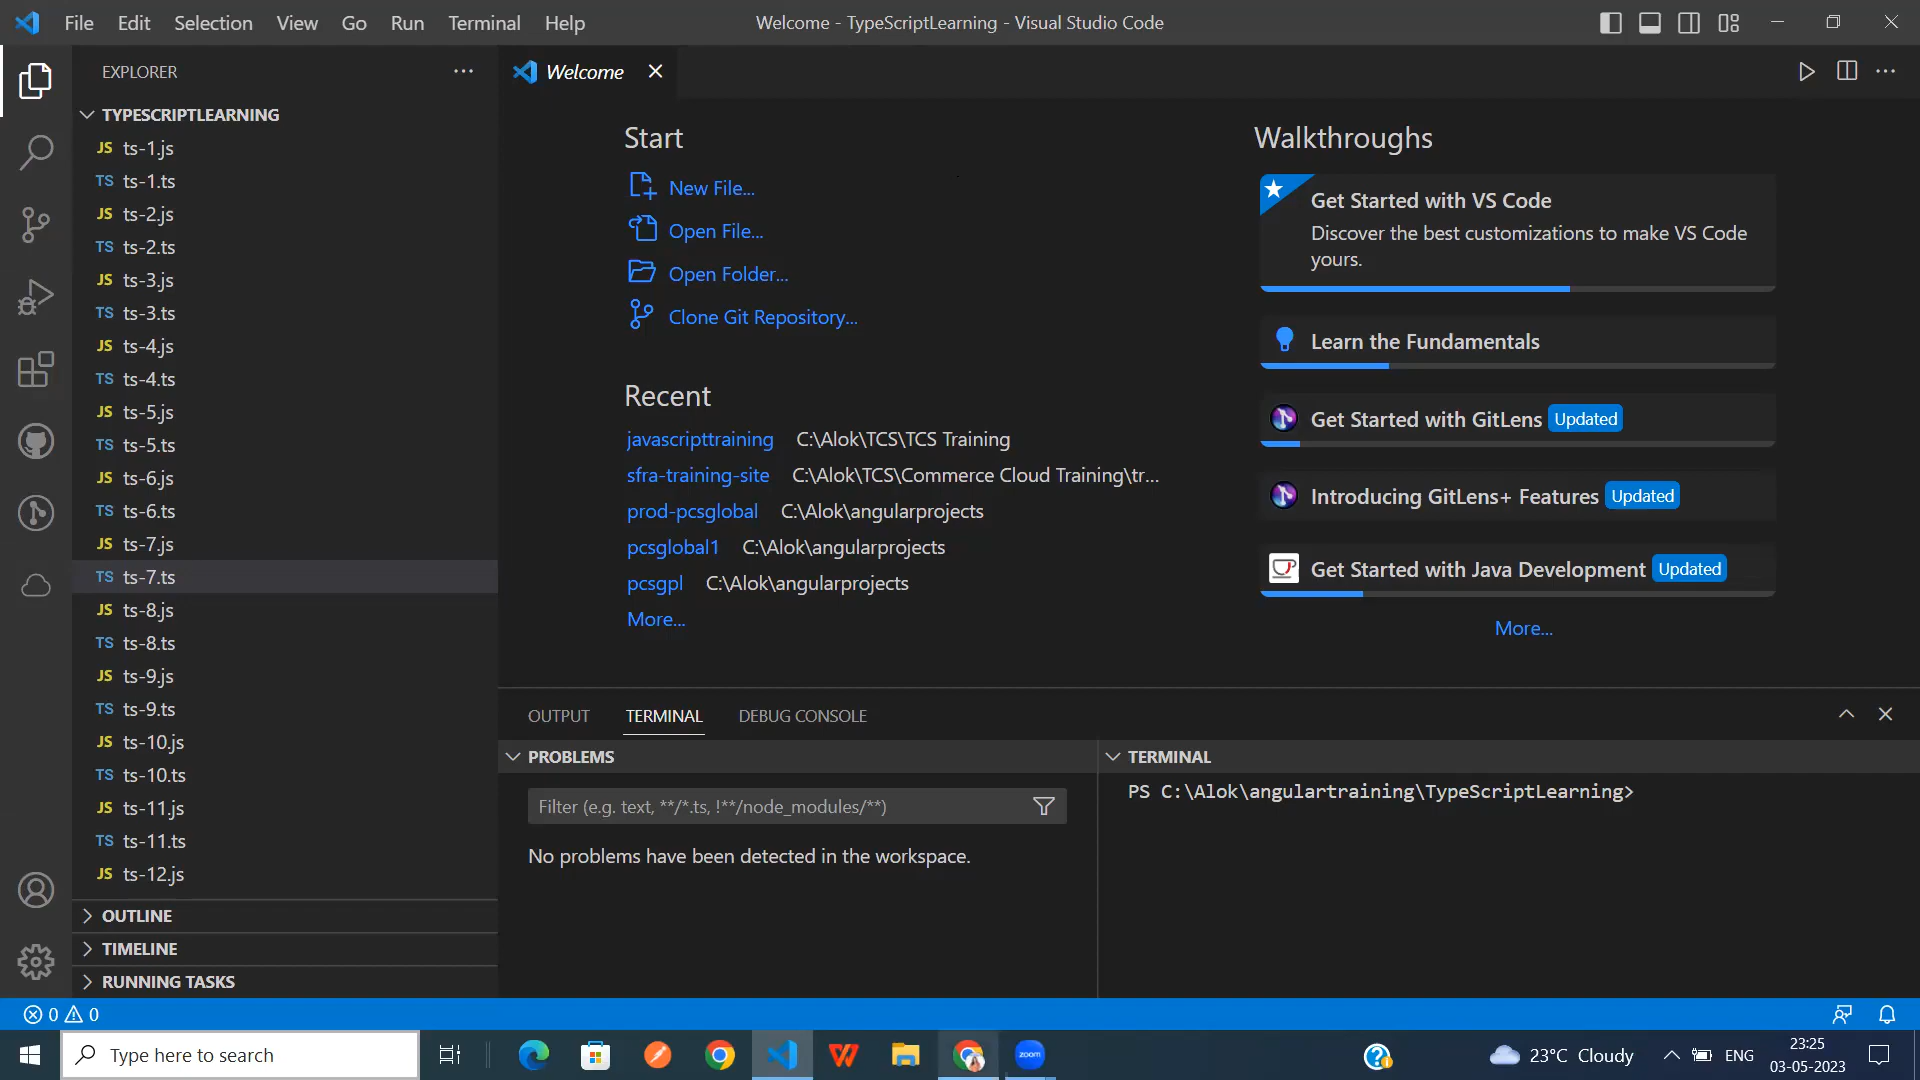 File Edit Selection View Go Run Terminal Help
Welcome - TypeScriptLearning - Visual Studio Code
EXPLORER
TYPESCRIPTLEARNING
JS ts-1.js
TS ts-1.ts
JS ts-2.js
TS ts-2.ts
JS ts-3.js
TS ts-3.ts
JS ts-4.js
TS ts-4.ts
JS ts-5.js
TS ts-5.ts
JS ts-6.js
TS ts-6.ts
JS ts-7.js
TS ts-7.ts
JS ts-8.js
TS ts-8.ts
JS ts-9.js
TS ts-9.ts
JS ts-10.js
TS ts-10.ts
JS ts-11.js
TS ts-11.ts
JS ts-12.js
OUTLINE
TIMELINE
RUNNING TASKS
Welcome
Start
New File...
Open File...
Open Folder...
Clone Git Repository...
Recent
javascripttraining C:\Alok\TCS\TCS Training
sfra-training-site C:\Alok\TCS\Commerce Cloud Training\tr...
prod-pcsglobal C:\Alok\angularprojects
pcsglobal1 C:\Alok\angularprojects
pcsgpl C:\Alok\angularprojects
More...
Walkthroughs
Get Started with VS Code
Discover the best customizations to make VS Code
yours.
Learn the Fundamentals
Get Started with GitLens Updated
Introducing GitLens+ Features Updated
Get Started with Java Development Updated
More...
OUTPUT TERMINAL DEBUG CONSOLE
PROBLEMS
Filter (e.g. text, **/*.ts, !**/node_modules/**)
No problems have been detected in the workspace.
TERMINAL
PS C:\Alok\angulartraining\TypeScriptLearning>
0 0
Type here to search
zoom
23°C Cloudy
ENG
23:25
03-05-2023